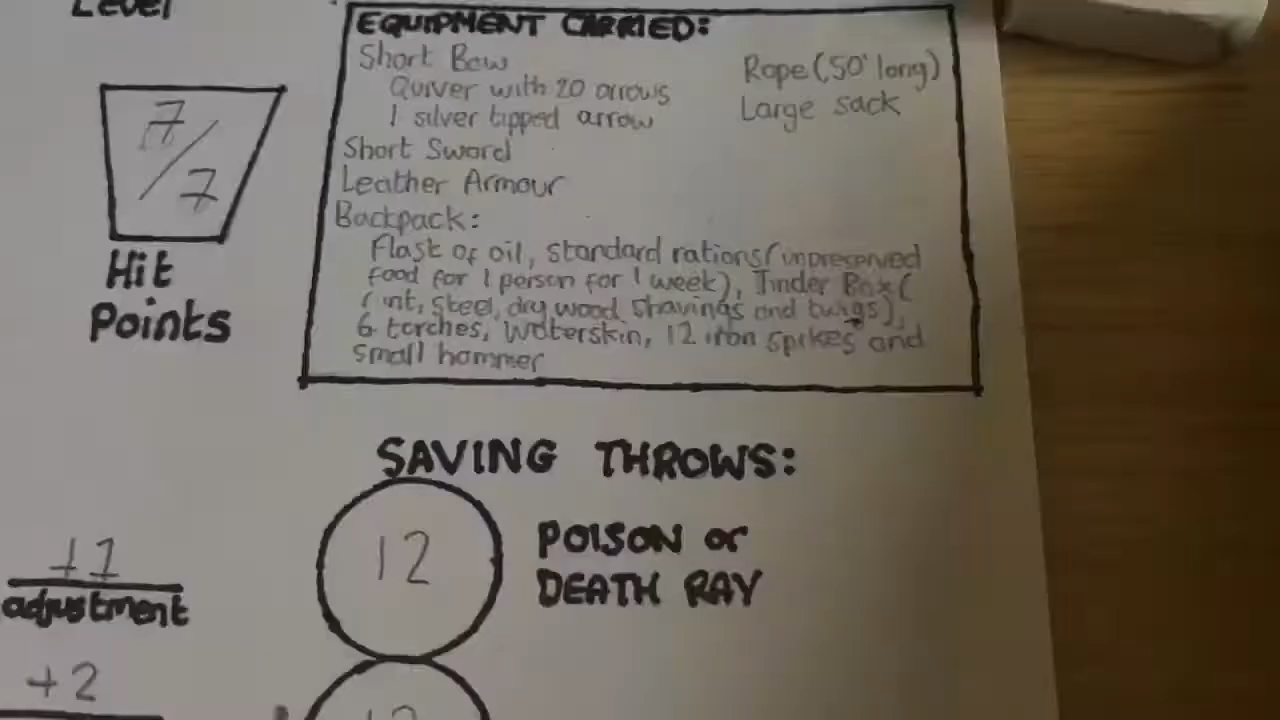 Level
EQUIPMENT CARRIED:
Short Bow
Quiver with 20 arrows
1 silver tipped arrow
Short Sword
Leather Armour
Backpack:
Flask of oil, standard rations (unpreserved
food for 1 person for 1 week), Tinder Box (
steel, dry wood shavings and twigs),
6 torches, Waterskin, 12 iron spikes and
small hammer
Rope (50' long)
Large sack
7/7
Hit
Points
SAVING THROWS:
12
POISON or
DEATH RAY
+1
adjustment
+2